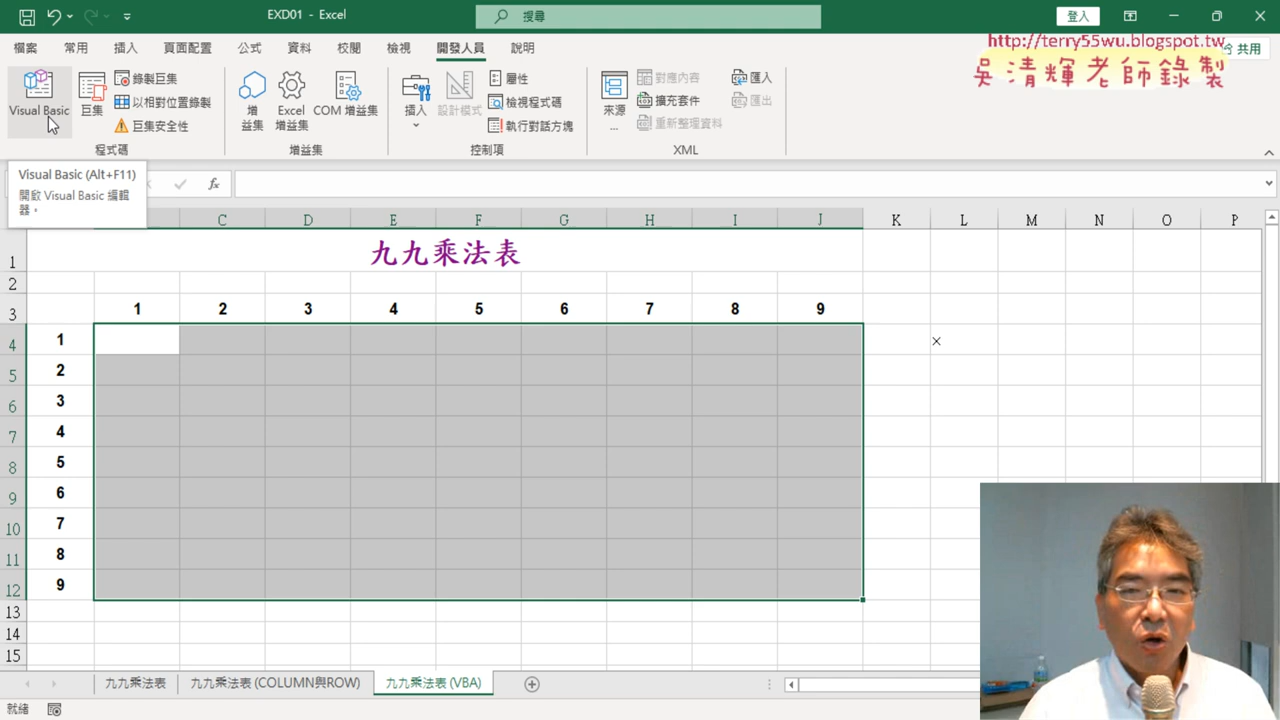 EXD01 - Excel
搜尋
登入
http://terry55wu.blogspot.tw
吳清輝老師錄製
共用
檔案 常用 插入 頁面配置 公式 資料 校閱 檢視 開發人員 說明
Visual Basic
巨集
錄製巨集
以相對位置錄製
巨集安全性
程式碼
增益集
Excel 增益集
COM 增益集
增益集
插入
設計模式
屬性
檢視程式碼
執行對話方塊
控制項
來源
...
對應內容
擴充套件
重新整理資料
匯入
匯出
XML
Visual Basic (Alt+F11)
開啟 Visual Basic 編輯
器。
fx
C D E F G H I J K L M N O P
1 九九乘法表
2
3 1 2 3 4 5 6 7 8 9
4 1 ×
5 2
6 3
7 4
8 5
9 6
10 7
11 8
12 9
13
14
15
九九乘法表 九九乘法表 (COLUMN與ROW) 九九乘法表 (VBA)
就緒